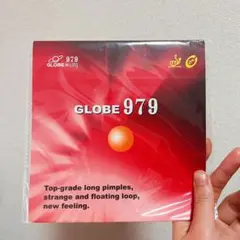 979
GLOBE
GLOBE 979
Top-grade long pimples,
strange and floating loop,
new feeling.